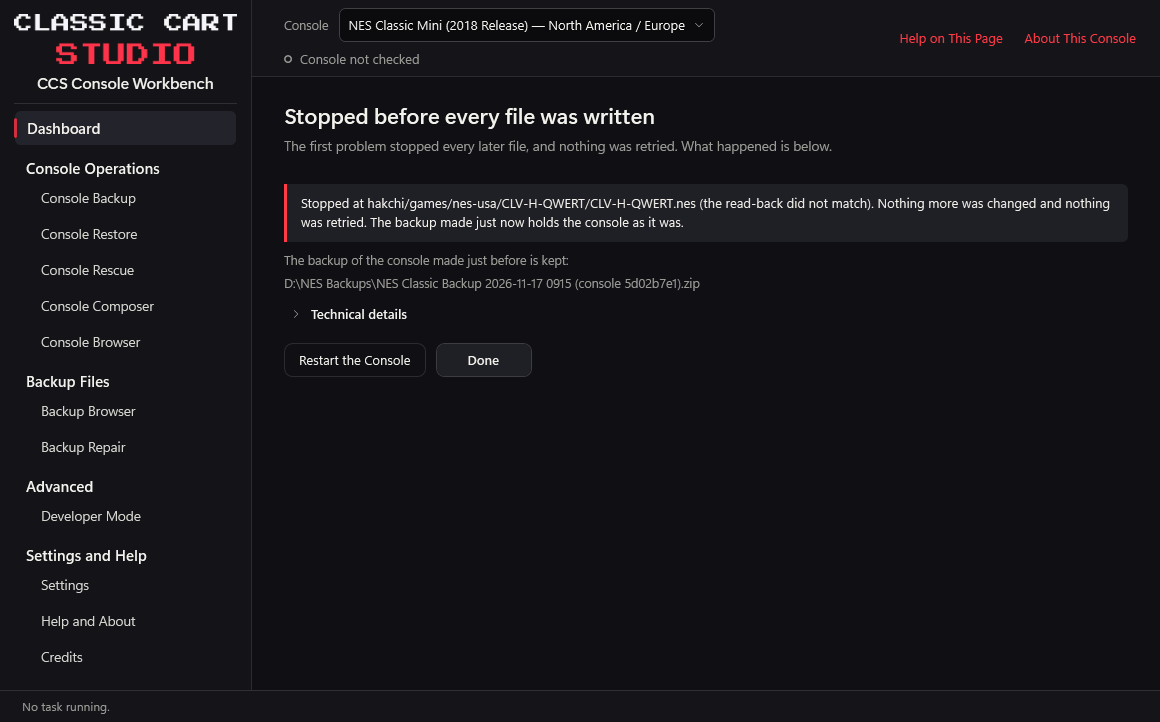 CLASSIC CART
STUDIO
CCS Console Workbench
Dashboard
Console Operations
Console Backup
Console Restore
Console Rescue
Console Composer
Console Browser
Backup Files
Backup Browser
Backup Repair
Advanced
Developer Mode
Settings and Help
Settings
Help and About
Credits
Console
NES Classic Mini (2018 Release) — North America / Europe
Console not checked
Help on This Page
About This Console
Stopped before every file was written
The first problem stopped every later file, and nothing was retried. What happened is below.
Stopped at hakchi/games/nes-usa/CLV-H-QWERT/CLV-H-QWERT.nes (the read-back did not match). Nothing more was changed and nothing
was retried. The backup made just now holds the console as it was.
The backup of the console made just before is kept:
D:\NES Backups\NES Classic Backup 2026-11-17 0915 (console 5d02b7e1).zip
Technical details
Restart the Console
Done
No task running.